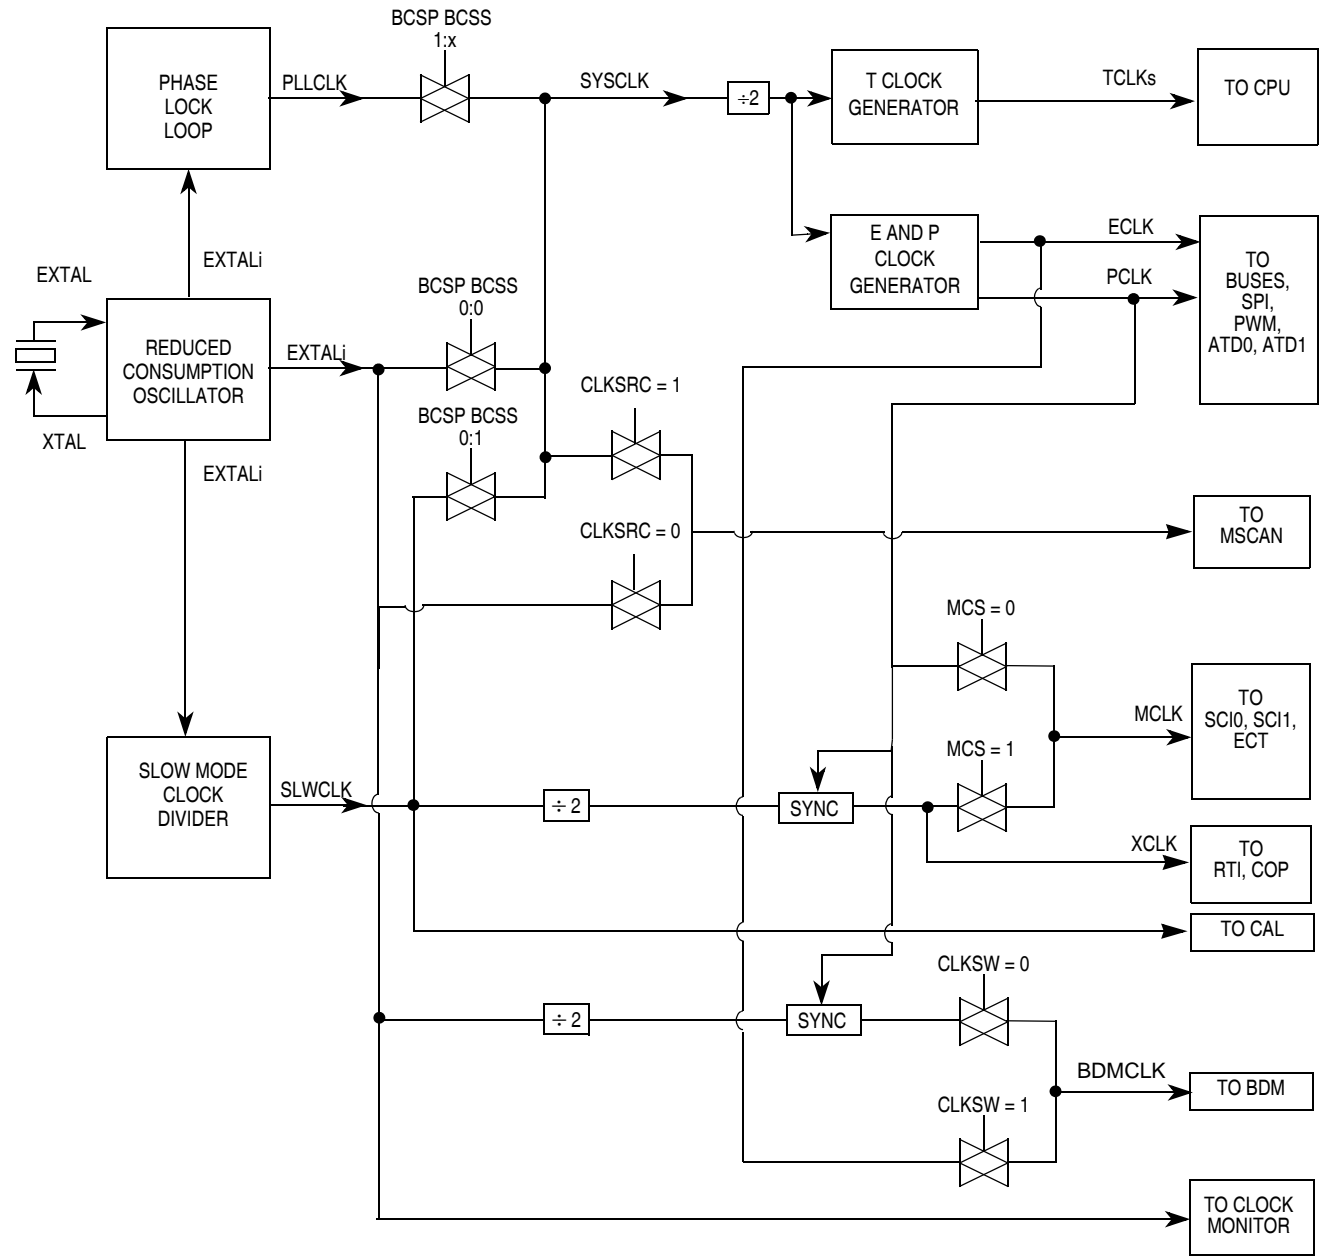 BCSP BCSS
1:x
PHASE
LOCK
LOOP
PLLCLK
SYSCLK
÷2
T CLOCK
GENERATOR
TCLKs
TO CPU
EXTALi
EXTAL
E AND P
CLOCK
GENERATOR
ECLK
PCLK
TO
BUSES,
SPI,
PWM,
ATD0, ATD1
BCSP BCSS
0:0
REDUCED
CONSUMPTION
OSCILLATOR
EXTALi
XTAL
EXTALi
BCSP BCSS
0:1
CLKSRC = 1
CLKSRC = 0
TO
MSCAN
MCS = 0
MCS = 1
MCLK
TO
SCI0, SCI1,
ECT
SLOW MODE
CLOCK
DIVIDER
SLWCLK
÷ 2
SYNC
XCLK
TO
RTI, COP
TO CAL
CLKSW = 0
÷ 2
SYNC
BDMCLK
TO BDM
CLKSW = 1
TO CLOCK
MONITOR